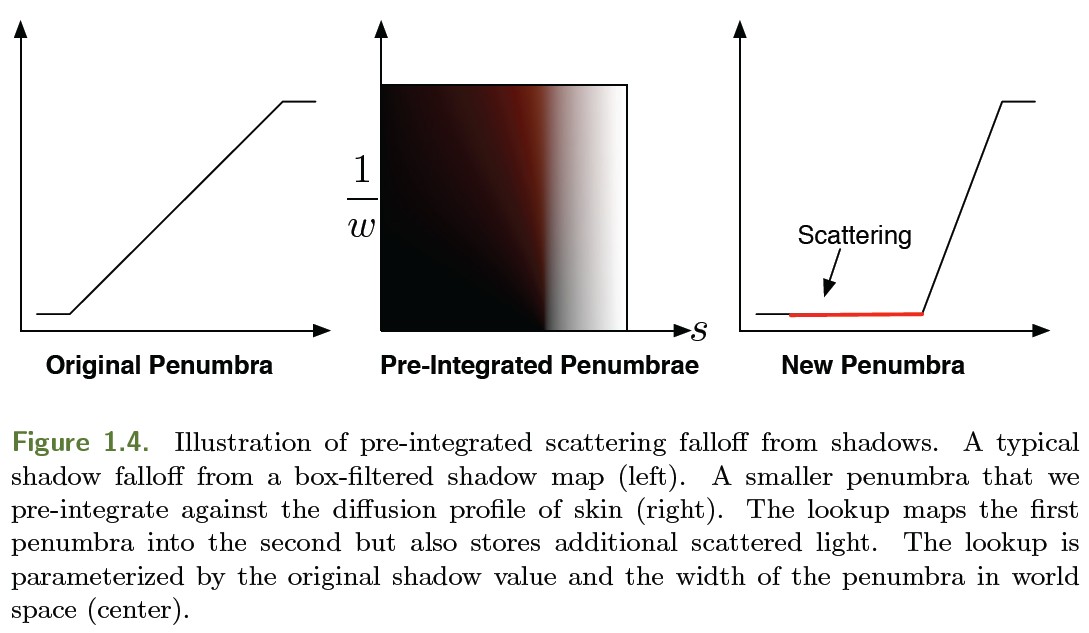 1
w
s
Scattering
Original Penumbra
Pre-Integrated Penumbrae
New Penumbra
Figure 1.4. Illustration of pre-integrated scattering falloff from shadows. A typical
shadow falloff from a box-filtered shadow map (left). A smaller penumbra that we
pre-integrate against the diffusion profile of skin (right). The lookup maps the first
penumbra into the second but also stores additional scattered light. The lookup is
parameterized by the original shadow value and the width of the penumbra in world
space (center).